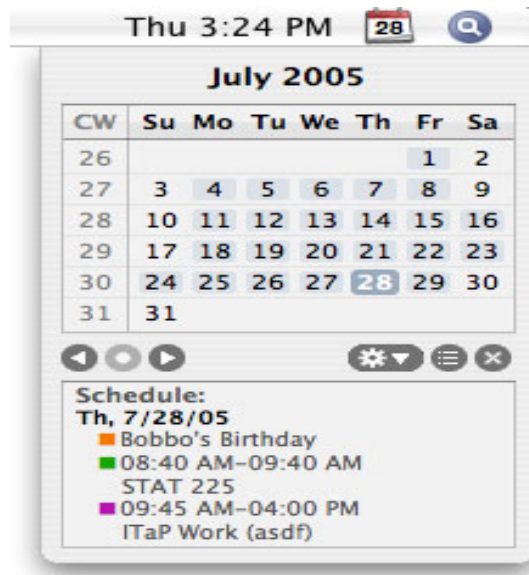 Thu 3:24 PM 28
July 2005
CW Su Mo Tu We Th Fr Sa
26 1 2
27 3 4 5 6 7 8 9
28 10 11 12 13 14 15 16
29 17 18 19 20 21 22 23
30 24 25 26 27 28 29 30
31 31
Schedule:
Th, 7/28/05
Bobbo's Birthday
08:40 AM-09:40 AM
STAT 225
09:45 AM-04:00 PM
ITaP Work (asdf)